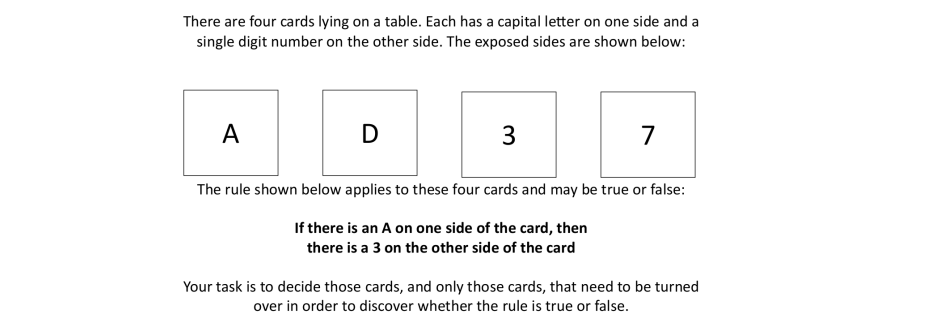 There are four cards lying on a table. Each has a capital letter on one side and a
single digit number on the other side. The exposed sides are shown below:
A D 3 7
The rule shown below applies to these four cards and may be true or false:
If there is an A on one side of the card, then
there is a 3 on the other side of the card
Your task is to decide those cards, and only those cards, that need to be turned
over in order to discover whether the rule is true or false.